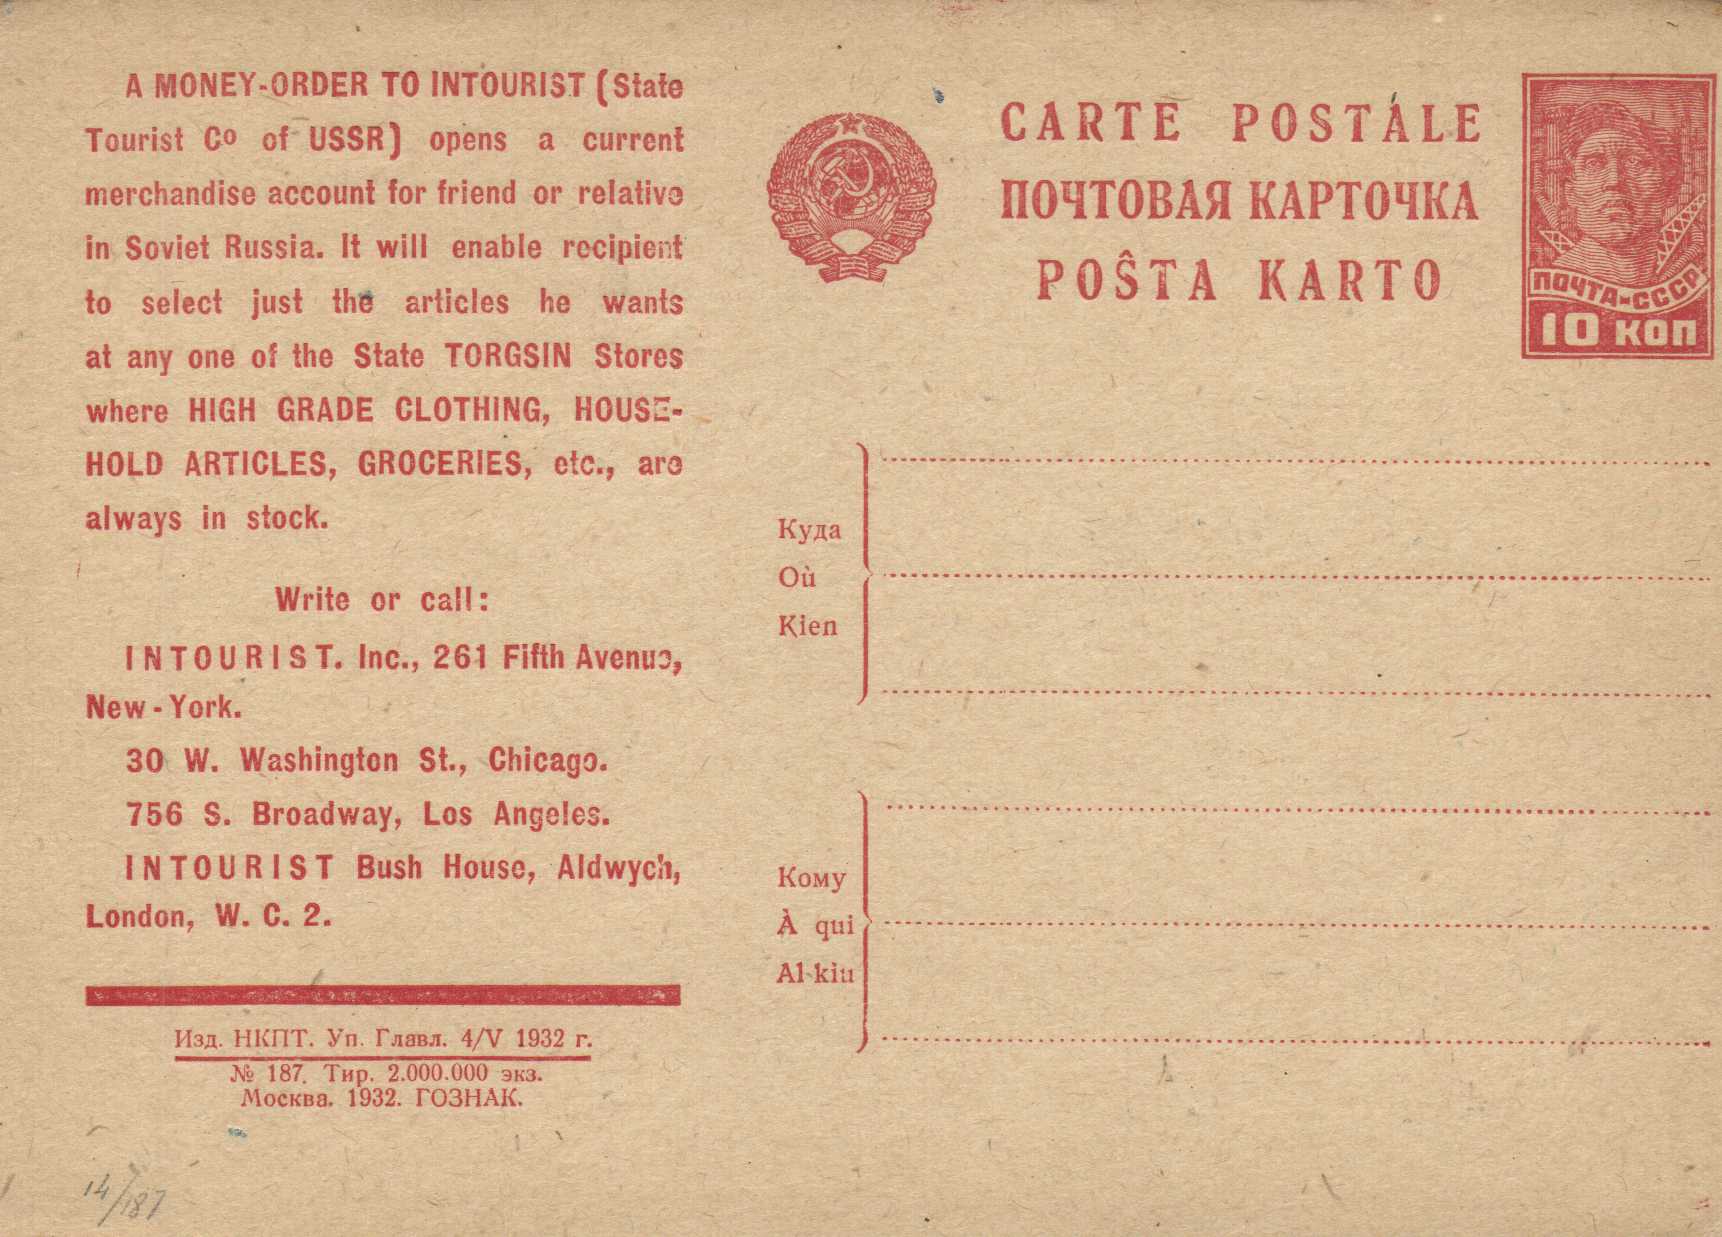 A MONEY-ORDER TO INTOURIST (State
Tourist Co of USSR) opens a current
merchandise account for friend or relative
in Soviet Russia. It will enable recipient
to select just the articles he wants
at any one of the State TORGSIN Stores
where HIGH GRADE CLOTHING, HOUSE-
HOLD ARTICLES, GROCERIES, etc., are
always in stock.
Write or call:
INTOURIST. Inc., 261 Fifth Avenue,
New-York.
30 W. Washington St., Chicago.
756 S. Broadway, Los Angeles.
INTOURIST Bush House, Aldwych,
London, W. C. 2.
Изд. НКПТ. Уп. Главл. 4/V 1932 г.
№ 187. Тир. 2.000.000 экз.
Москва. 1932. ГОЗНАК.
14/187
CARTE POSTALE
ПОЧТОВАЯ КАРТОЧКА
POŜTA KARTO
ПОЧТА-СССР
10 КОП
Куда
Où
Kien
Кому
À qui
Al kiu